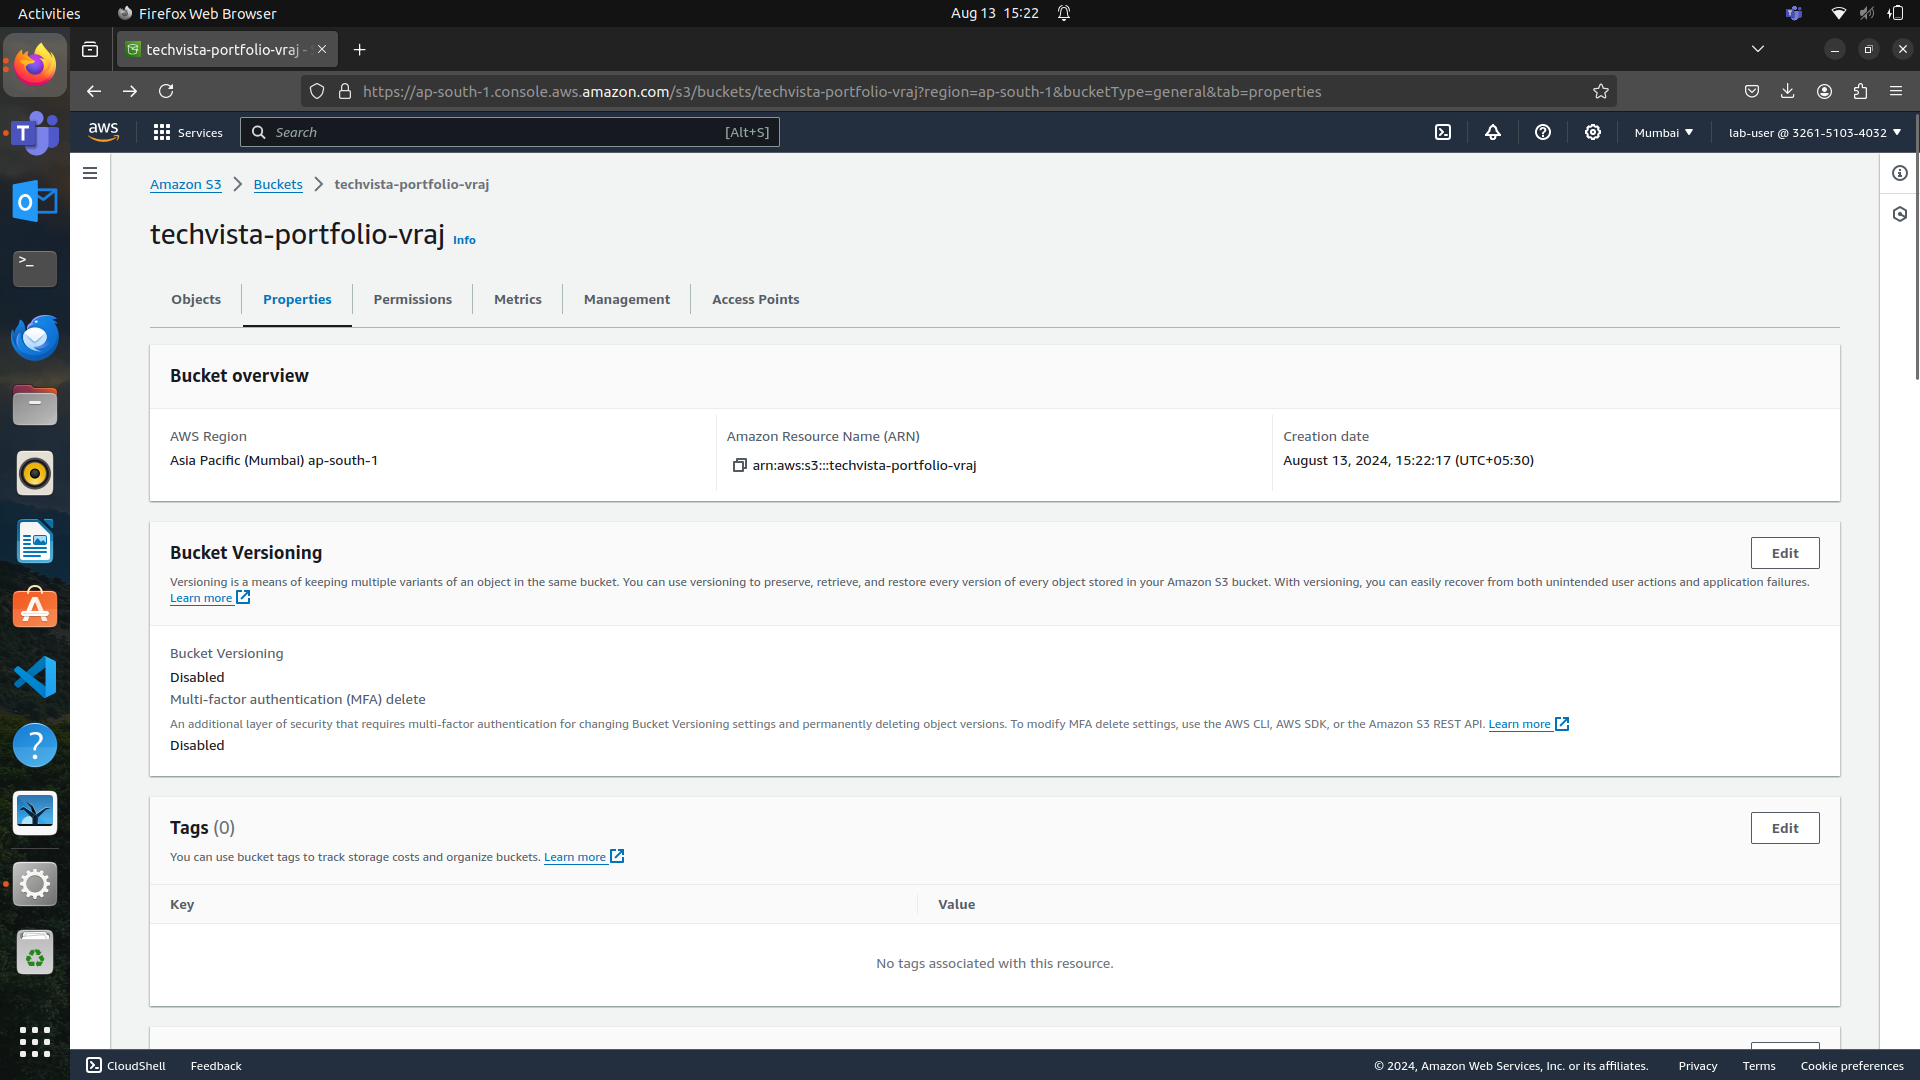 Activities
Firefox Web Browser
Aug 13 15:22
techvista-portfolio-vraj -
https://ap-south-1.console.aws.amazon.com/s3/buckets/techvista-portfolio-vraj?region=ap-south-1&bucketType=general&tab=properties
aws
Services
Search
[Alt+S]
Mumbai
lab-user @ 3261-5103-4032
Amazon S3
Buckets
techvista-portfolio-vraj
techvista-portfolio-vraj Info
Objects
Properties
Permissions
Metrics
Management
Access Points
Bucket overview
AWS Region
Asia Pacific (Mumbai) ap-south-1
Amazon Resource Name (ARN)
arn:aws:s3:::techvista-portfolio-vraj
Creation date
August 13, 2024, 15:22:17 (UTC+05:30)
Bucket Versioning
Edit
Versioning is a means of keeping multiple variants of an object in the same bucket. You can use versioning to preserve, retrieve, and restore every version of every object stored in your Amazon S3 bucket. With versioning, you can easily recover from both unintended user actions and application failures.
Learn more
Bucket Versioning
Disabled
Multi-factor authentication (MFA) delete
An additional layer of security that requires multi-factor authentication for changing Bucket Versioning settings and permanently deleting object versions. To modify MFA delete settings, use the AWS CLI, AWS SDK, or the Amazon S3 REST API. Learn more
Disabled
Tags (0)
Edit
You can use bucket tags to track storage costs and organize buckets. Learn more
Key
Value
No tags associated with this resource.
CloudShell
Feedback
© 2024, Amazon Web Services, Inc. or its affiliates.
Privacy
Terms
Cookie preferences